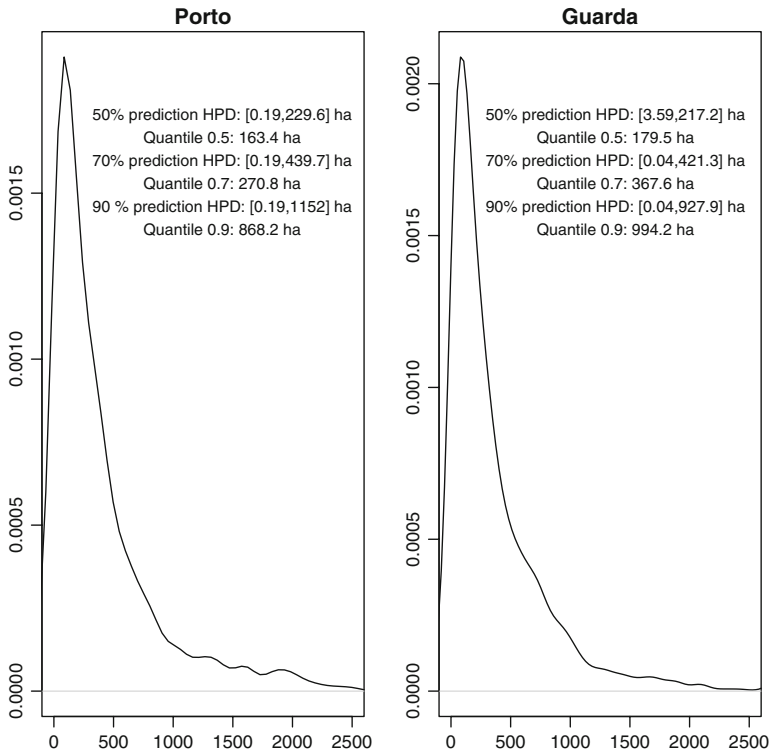 Porto
50% prediction HPD: [0.19,229.6] ha
Quantile 0.5: 163.4 ha
70% prediction HPD: [0.19,439.7] ha
Quantile 0.7: 270.8 ha
90 % prediction HPD: [0.19,1152] ha
Quantile 0.9: 868.2 ha
0.0015
0.0010
0.0005
0.0000
0 500 1000 1500 2000 2500
Guarda
50% prediction HPD: [3.59,217.2] ha
Quantile 0.5: 179.5 ha
70% prediction HPD: [0.04,421.3] ha
Quantile 0.7: 367.6 ha
90% prediction HPD: [0.04,927.9] ha
Quantile 0.9: 994.2 ha
0.0020
0.0015
0.0010
0.0005
0.0000
0 500 1000 1500 2000 2500